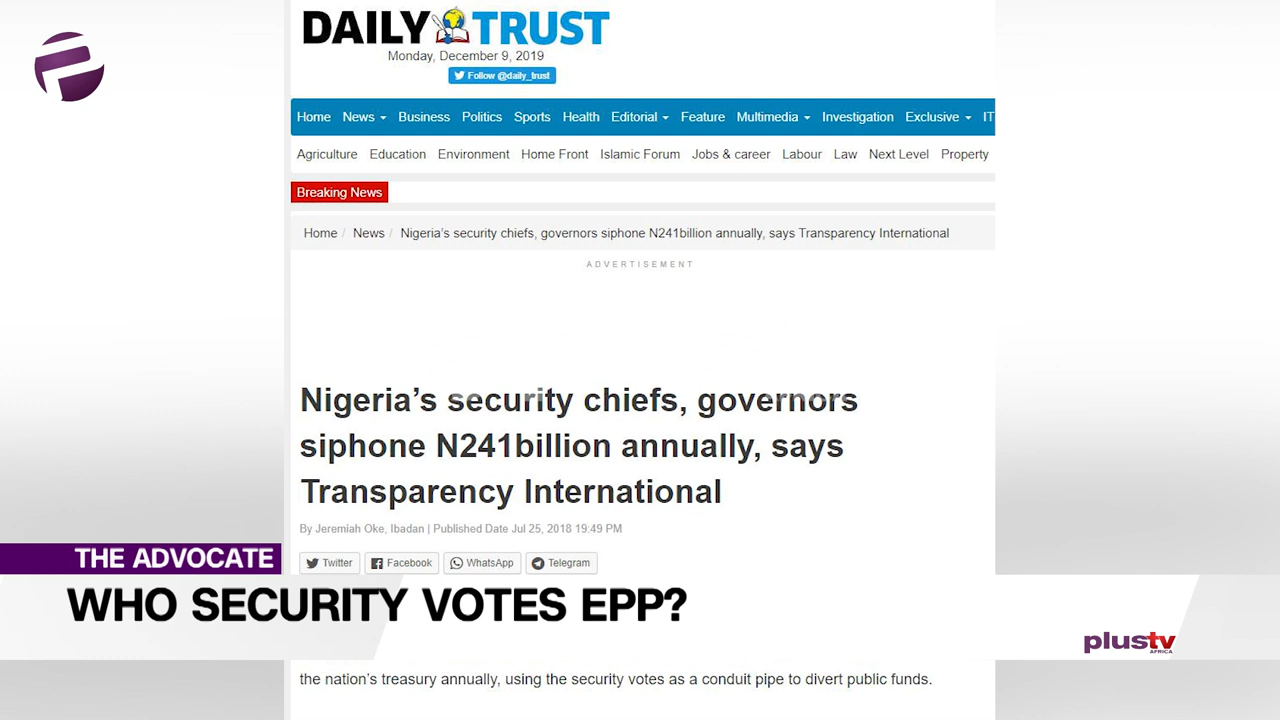 DAILY TRUST
Monday, December 9, 2019
Follow @daily_trust
Home News Business Politics Sports Health Editorial Feature Multimedia Investigation Exclusive IT
Agriculture Education Environment Home Front Islamic Forum Jobs & career Labour Law Next Level Property
Breaking News
Home / News / Nigeria’s security chiefs, governors siphone N241billion annually, says Transparency International
ADVERTISEMENT
Nigeria’s security chiefs, governors
siphone N241billion annually, says
Transparency International
By Jeremiah Oke, Ibadan | Published Date Jul 25, 2018 19:49 PM
Twitter Facebook WhatsApp Telegram
THE ADVOCATE
WHO SECURITY VOTES EPP?
plustv
AFRICA
the nation’s treasury annually, using the security votes as a conduit pipe to divert public funds.